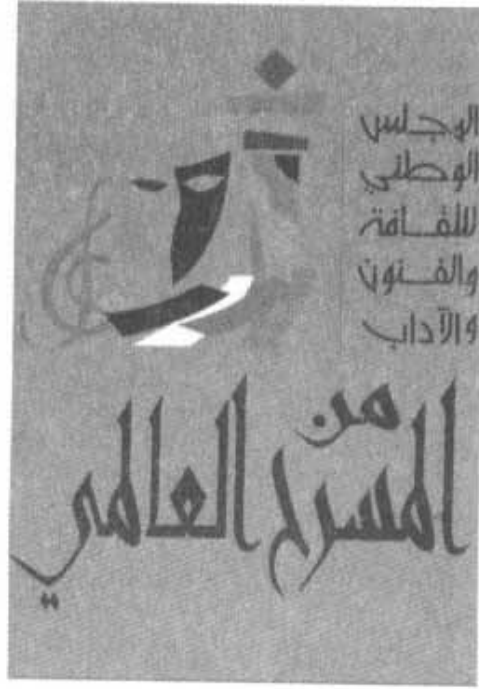 المجلس
الوطني
للثقافة
والفنون
والآداب
من
المسرح العالمي